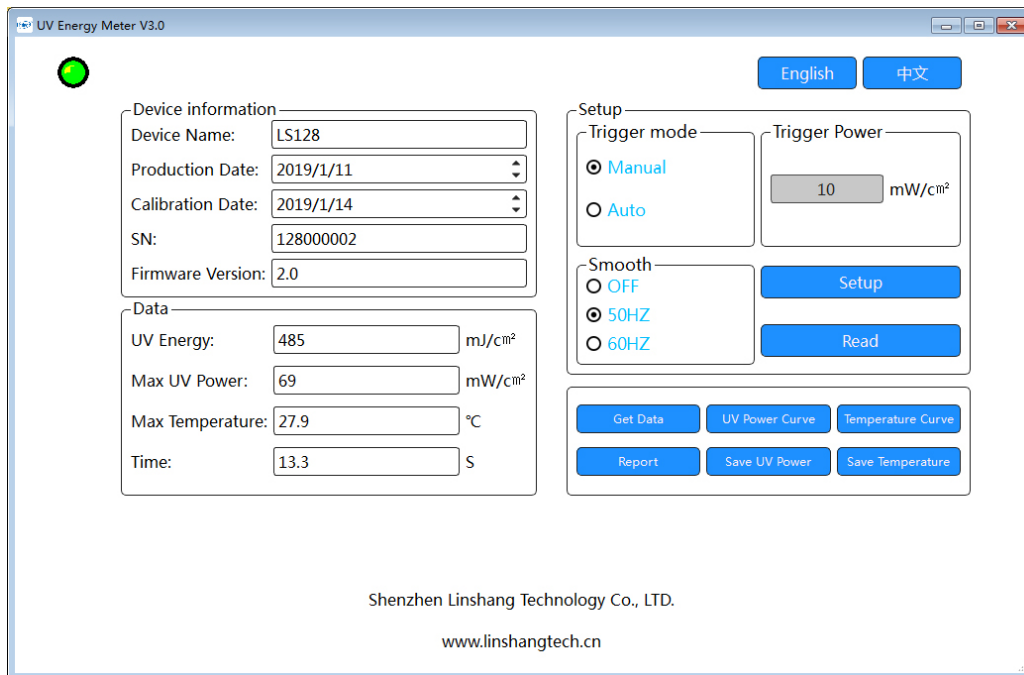 UV Energy Meter V3.0
English 中文
Device information
Device Name: LS128
Production Date: 2019/1/11
Calibration Date: 2019/1/14
SN: 128000002
Firmware Version: 2.0
Data
UV Energy: 485 mJ/cm²
Max UV Power: 69 mW/cm²
Max Temperature: 27.9 ℃
Time: 13.3 S
Setup
Trigger mode
Manual
Auto
Trigger Power
10 mW/cm²
Smooth
OFF
50HZ
60HZ
Setup
Read
Get Data UV Power Curve Temperature Curve
Report Save UV Power Save Temperature
Shenzhen Linshang Technology Co., LTD.
www.linshangtech.cn